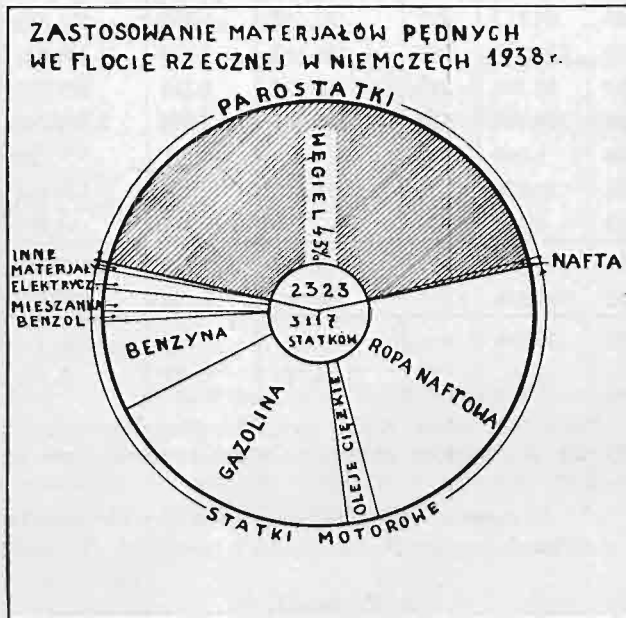 ZASTOSOWANIE MATERJAŁÓW PĘDNYCH
WE FLOCIE RZECZNEJ W NIEMCZECH 1938 r.
PAROSTATKI
WĘGIEL 43%
INNE
MATERJAŁY
ELEKTRYCZ.
MIESZANKA
BENZOL
NAFTA
2323
3117
STATKÓW
BENZYNA
ROPA NAFTOWA
GAZOLINA
OLEJE CIĘŻKIE
STATKI MOTOROWE